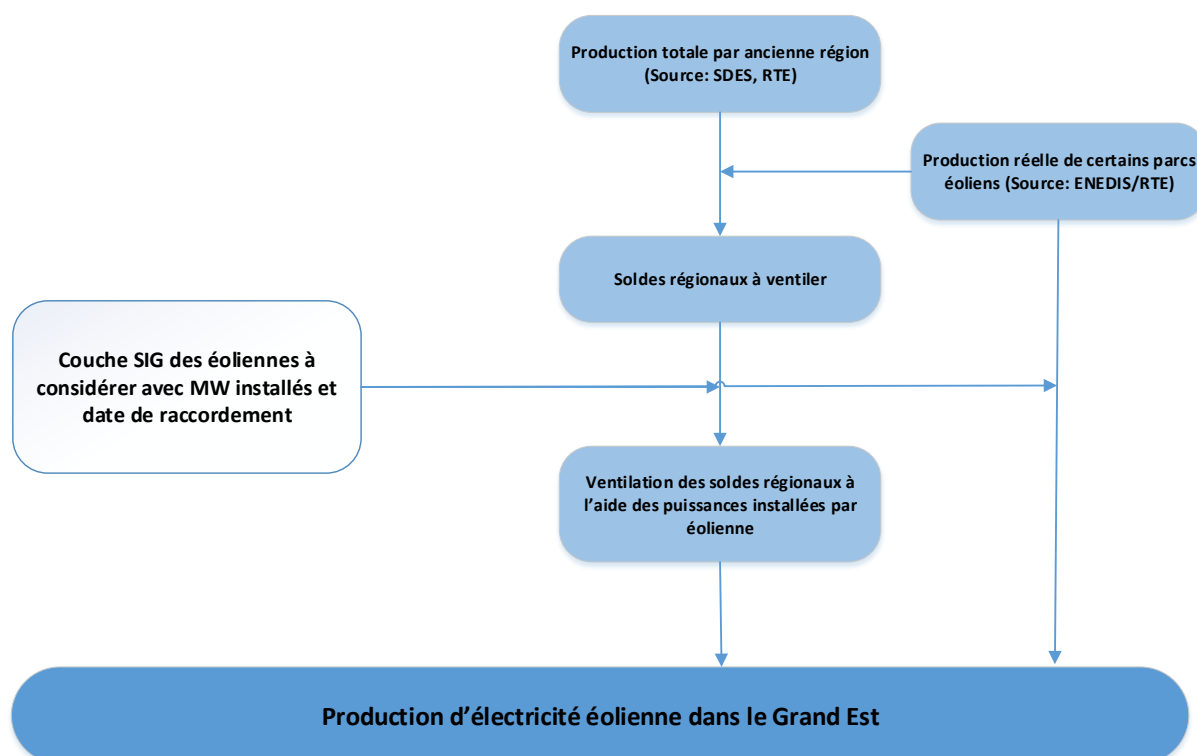 Production totale par ancienne région
(Source: SDES, RTE)
Production réelle de certains parcs
éoliens (Source: ENEDIS/RTE)
Soldes régionaux à ventiler
Couche SIG des éoliennes à
considérer avec MW installés et
date de raccordement
Ventilation des soldes régionaux à
l’aide des puissances installées par
éolienne
Production d’électricité éolienne dans le Grand Est